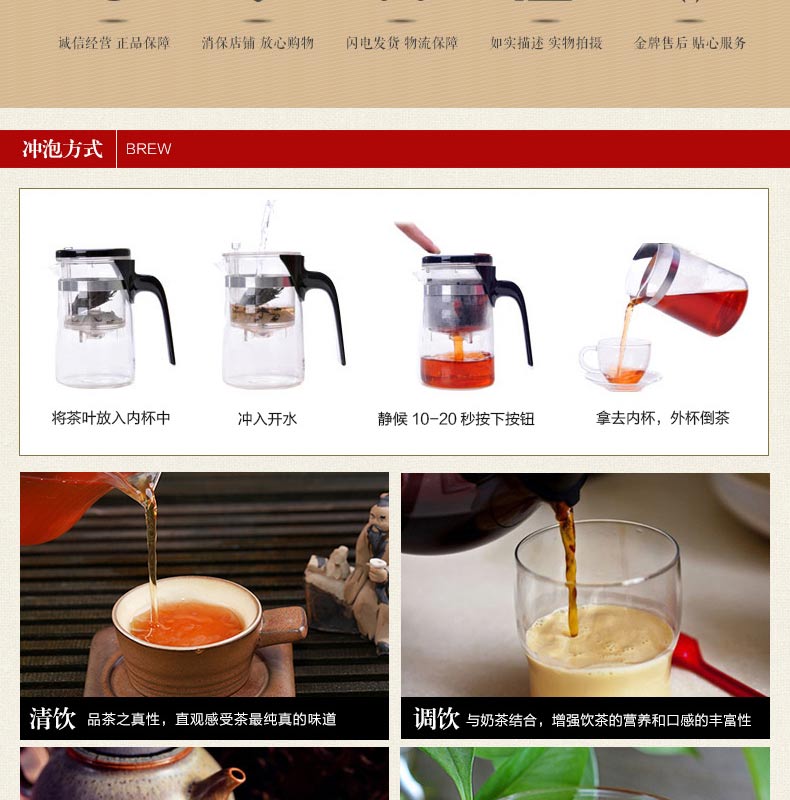 诚信经营 正品保障 消保店铺 放心购物 闪电发货 物流保障 如实描述 实物拍摄 金牌售后 贴心服务
冲泡方式 BREW
将茶叶放入内杯中 冲入开水 静候 10-20 秒按下按钮 拿去内杯，外杯倒茶
清饮 品茶之真性，直观感受茶最纯真的味道
调饮 与奶茶结合，增强饮茶的营养和口感的丰富性